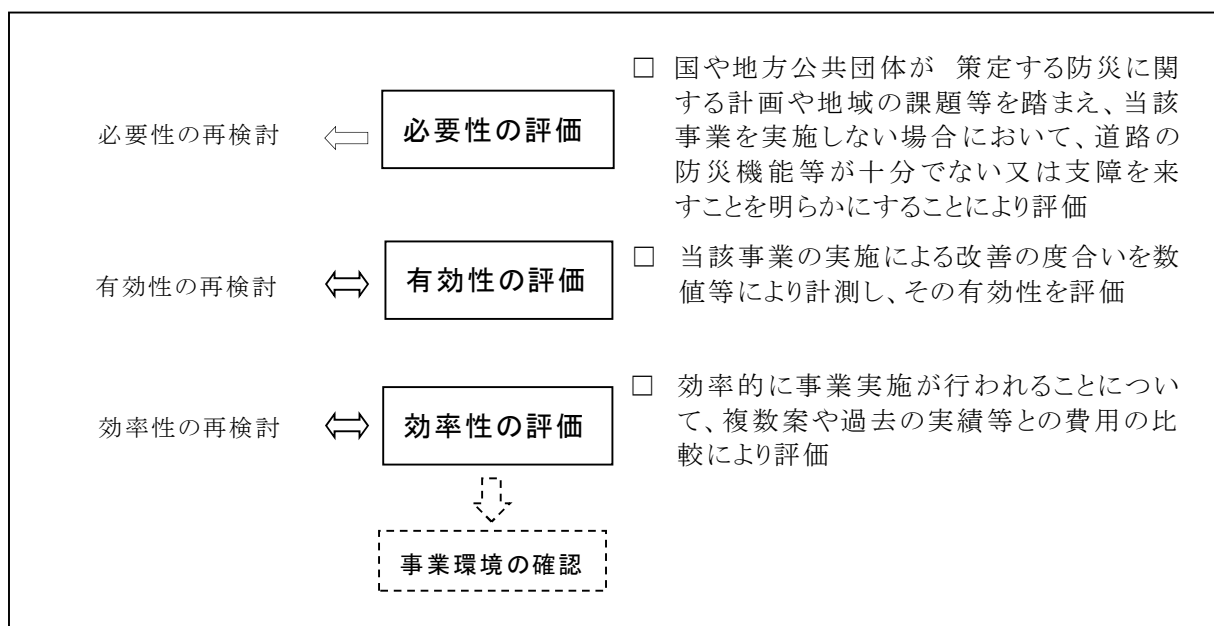 必要性の再検討
必要性の評価
□ 国や地方公共団体が 策定する防災に関
する計画や地域の課題等を踏まえ、当該
事業を実施しない場合において、道路の
防災機能等が十分でない又は支障を来
すことを明らかにすることにより評価
有効性の再検討
有効性の評価
□ 当該事業の実施による改善の度合いを数
値等により計測し、その有効性を評価
効率性の再検討
効率性の評価
□ 効率的に事業実施が行われることについ
て、複数案や過去の実績等との費用の比
較により評価
事業環境の確認